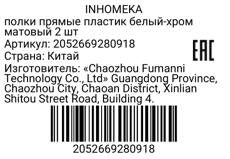 INHOMEKA
полки прямые пластик белый-хром
матовый 2 шт
Артикул: 2052669280918
Страна: Китай
Изготовитель: «Chaozhou Fumanni
Technology Co., Ltd» Guangdong Province,
Chaozhou City, Chaoan District, Xinlian
Shitou Street Road, Building 4.
2052669280918